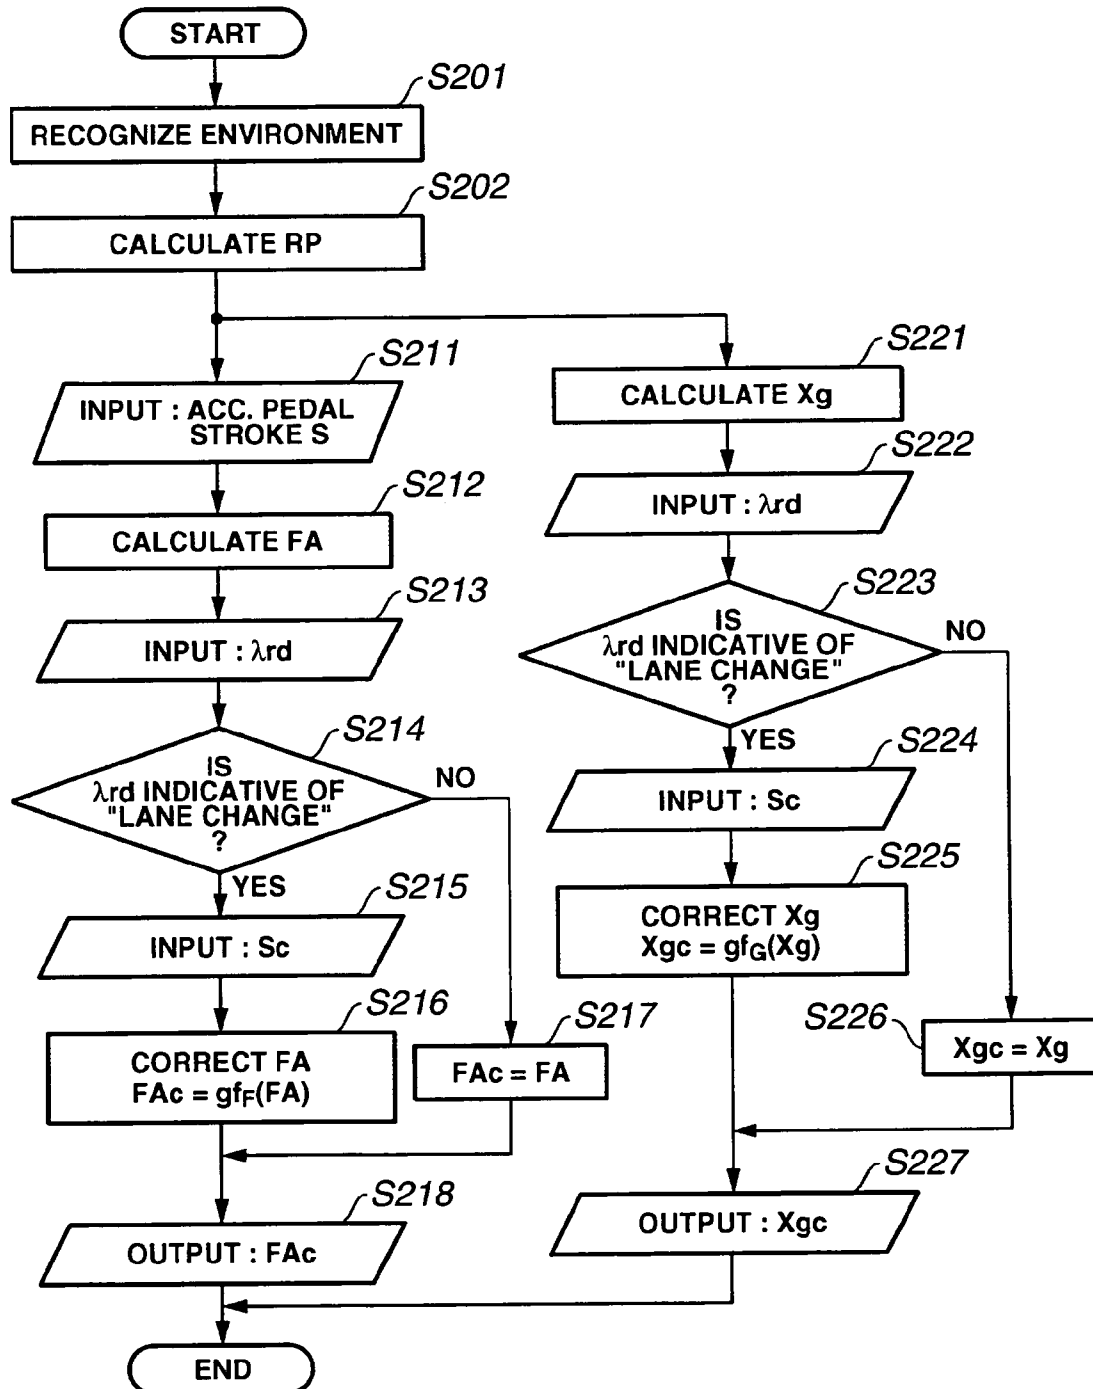 START
S201
RECOGNIZE ENVIRONMENT
S202
CALCULATE RP
S211
INPUT : ACC. PEDAL
STROKE S
S212
CALCULATE FA
S213
INPUT : λrd
S214
IS
λrd INDICATIVE OF
"LANE CHANGE"
?
NO
YES
S215
INPUT : Sc
S216
CORRECT FA
FAc = gfF(FA)
S217
FAc = FA
S218
OUTPUT : FAc
S221
CALCULATE Xg
S222
INPUT : λrd
S223
IS
λrd INDICATIVE OF
"LANE CHANGE"
?
NO
YES
S224
INPUT : Sc
S225
CORRECT Xg
Xgc = gfG(Xg)
S226
Xgc = Xg
S227
OUTPUT : Xgc
END